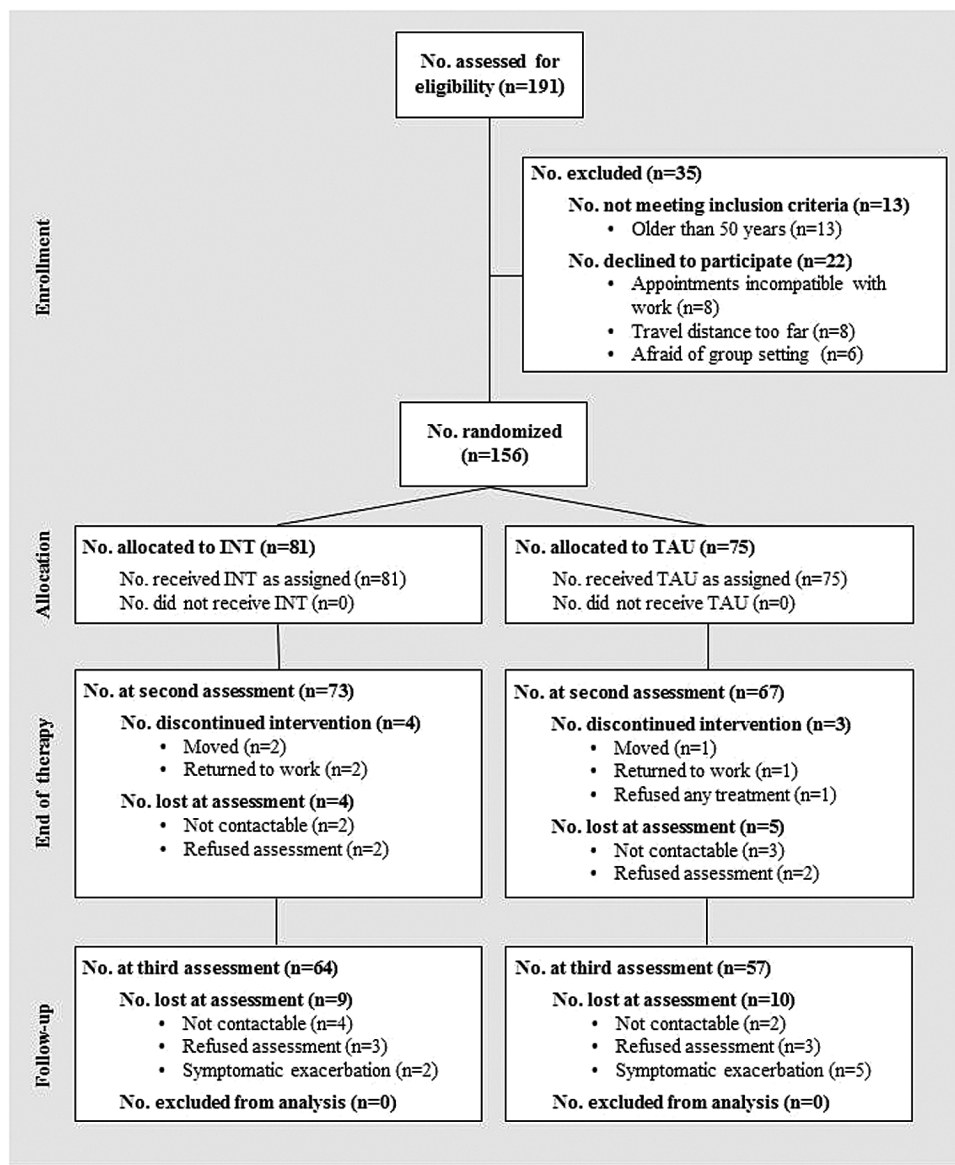 No. assessed for
eligibility (n=191)
Enrollment
No. excluded (n=35)
No. not meeting inclusion criteria (n=13)
• Older than 50 years (n=13)
No. declined to participate (n=22)
• Appointments incompatible with
work (n=8)
• Travel distance too far (n=8)
• Afraid of group setting (n=6)
No. randomized
(n=156)
Allocation
No. allocated to INT (n=81)
No. received INT as assigned (n=81)
No. did not receive INT (n=0)
No. allocated to TAU (n=75)
No. received TAU as assigned (n=75)
No. did not receive TAU (n=0)
End of therapy
No. at second assessment (n=73)
No. discontinued intervention (n=4)
• Moved (n=2)
• Returned to work (n=2)
No. lost at assessment (n=4)
• Not contactable (n=2)
• Refused assessment (n=2)
No. at second assessment (n=67)
No. discontinued intervention (n=3)
• Moved (n=1)
• Returned to work (n=1)
• Refused any treatment (n=1)
No. lost at assessment (n=5)
• Not contactable (n=3)
• Refused assessment (n=2)
Follow-up
No. at third assessment (n=64)
No. lost at assessment (n=9)
• Not contactable (n=4)
• Refused assessment (n=3)
• Symptomatic exacerbation (n=2)
No. excluded from analysis (n=0)
No. at third assessment (n=57)
No. lost at assessment (n=10)
• Not contactable (n=2)
• Refused assessment (n=3)
• Symptomatic exacerbation (n=5)
No. excluded from analysis (n=0)